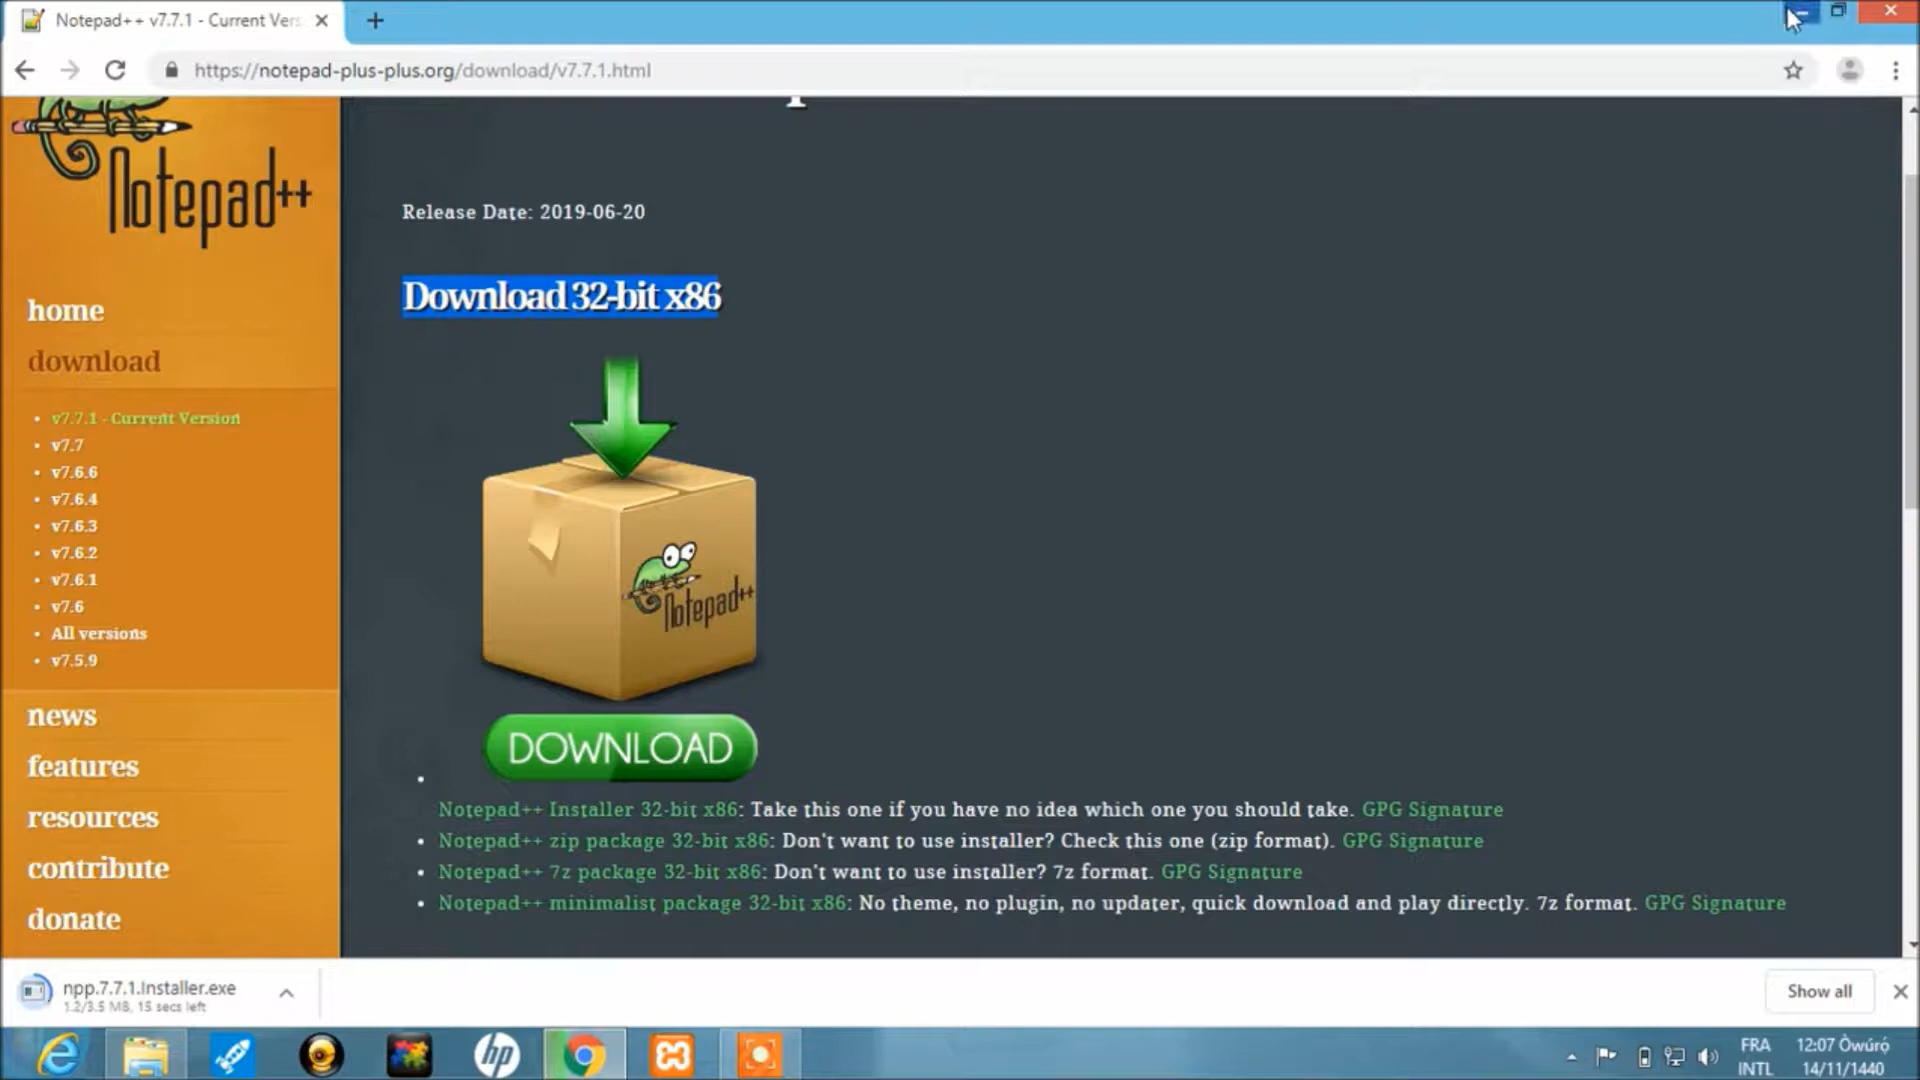 Notepad++ v7.7.1 - Current Vers
https://notepad-plus-plus.org/download/v7.7.1.html
Notepad++
home
download
v7.7.1 - Current Version
v7.7
v7.6.6
v7.6.4
v7.6.3
v7.6.2
v7.6.1
v7.6
All versions
v7.5.9
news
features
resources
contribute
donate
Release Date: 2019-06-20
Download 32-bit x86
Notepad++
DOWNLOAD
Notepad++ Installer 32-bit x86: Take this one if you have no idea which one you should take. GPG Signature
Notepad++ zip package 32-bit x86: Don't want to use installer? Check this one (zip format). GPG Signature
Notepad++ 7z package 32-bit x86: Don't want to use installer? 7z format. GPG Signature
Notepad++ minimalist package 32-bit x86: No theme, no plugin, no updater, quick download and play directly. 7z format. GPG Signature
npp.7.7.1.Installer.exe
1.2/3.5 MB, 15 secs left
Show all
hp
FRA
INTL
12:07 Òwúrọ́
14/11/1440